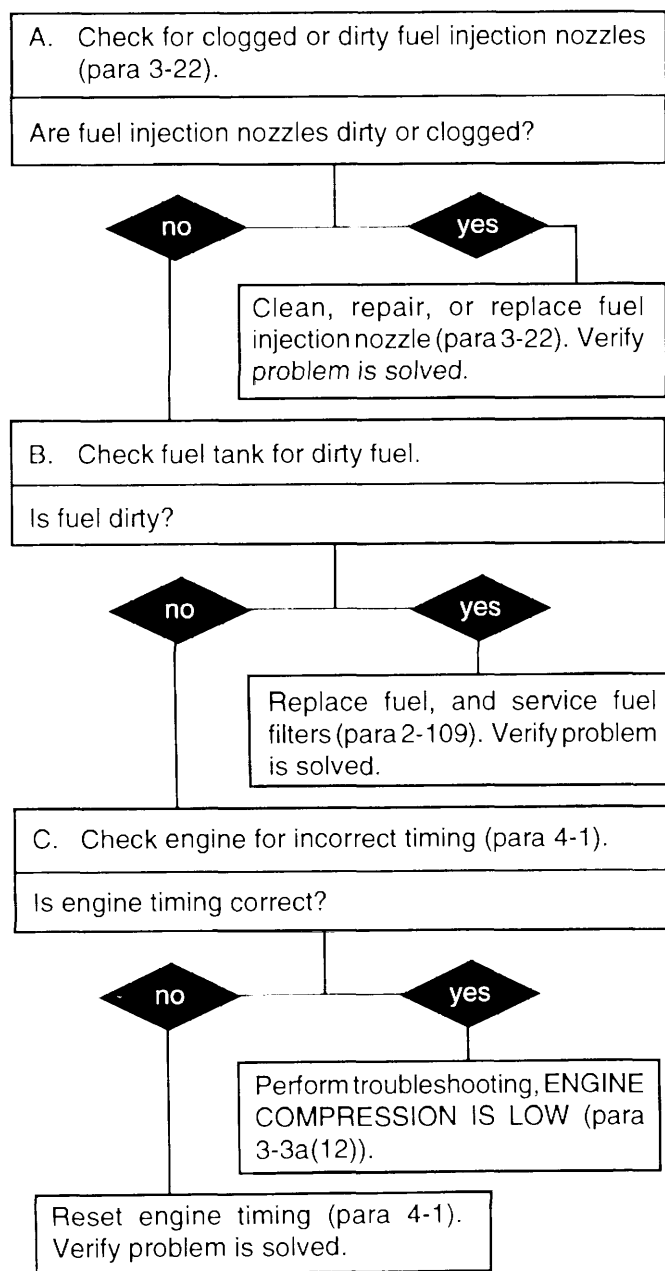 A. Check for clogged or dirty fuel injection nozzles
(para 3-22).
Are fuel injection nozzles dirty or clogged?
no
yes
Clean, repair, or replace fuel
injection nozzle (para 3-22). Verify
problem is solved.
B. Check fuel tank for dirty fuel.
Is fuel dirty?
no
yes
Replace fuel, and service fuel
filters (para 2-109). Verify problem
is solved.
C. Check engine for incorrect timing (para 4-1).
Is engine timing correct?
no
yes
Perform troubleshooting, ENGINE
COMPRESSION IS LOW (para
3-3a(12)).
Reset engine timing (para 4-1).
Verify problem is solved.